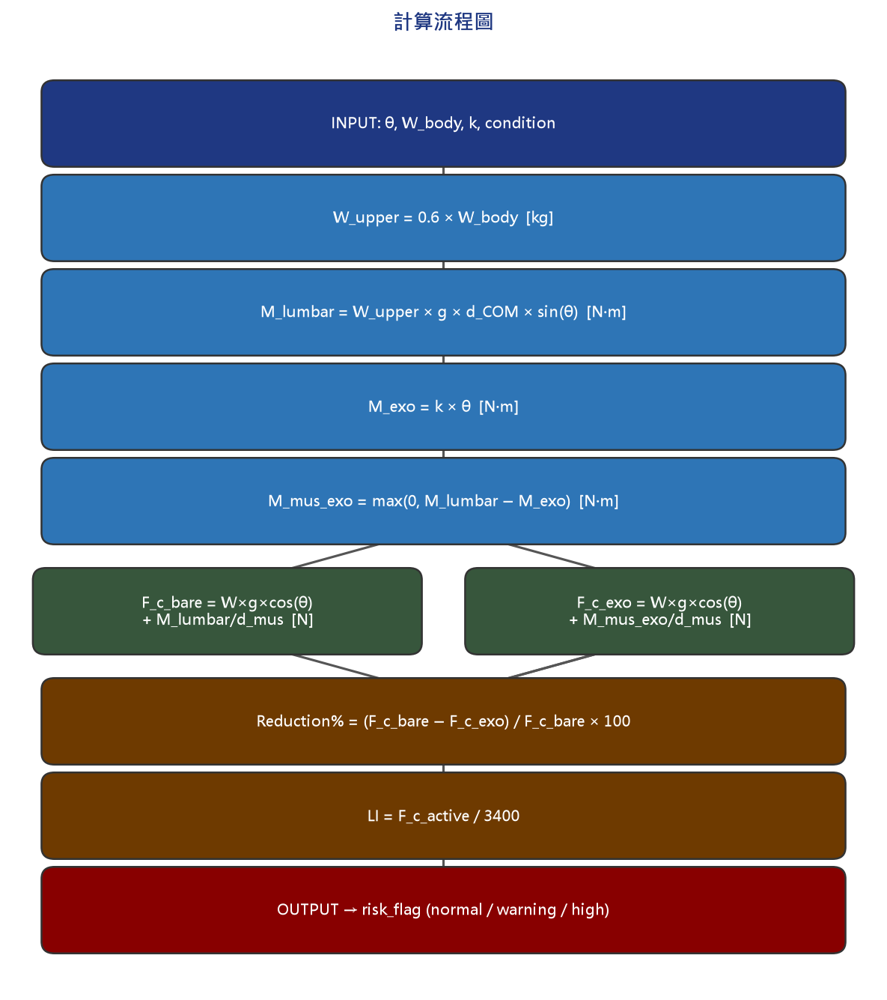 計算流程圖
INPUT: θ, W_body, k, condition
W_upper = 0.6 × W_body [kg]
M_lumbar = W_upper × g × d_COM × sin(θ) [N·m]
M_exo = k × θ [N·m]
M_mus_exo = max(0, M_lumbar − M_exo) [N·m]
F_c_bare = W×g×cos(θ)
+ M_lumbar/d_mus [N]
F_c_exo = W×g×cos(θ)
+ M_mus_exo/d_mus [N]
Reduction% = (F_c_bare − F_c_exo) / F_c_bare × 100
LI = F_c_active / 3400
OUTPUT → risk_flag (normal / warning / high)